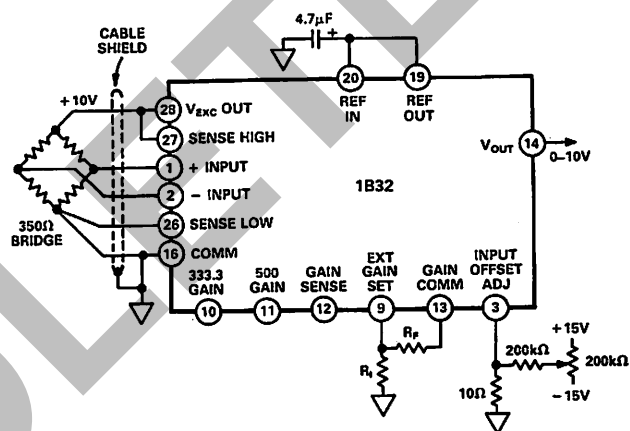 4.7μF
+
CABLE
SHIELD
20
19
REF
IN
REF
OUT
+10V
28
VEXC OUT
27
SENSE HIGH
1
+ INPUT
2
– INPUT
26
SENSE LOW
16
COMM
350Ω
BRIDGE
1B32
VOUT
14
0–10V
333.3
GAIN
500
GAIN
GAIN
SENSE
EXT
GAIN
SET
GAIN
COMM
INPUT
OFFSET
ADJ
10
11
12
9
13
3
RF
RI
+15V
200kΩ
200kΩ
10Ω
–15V